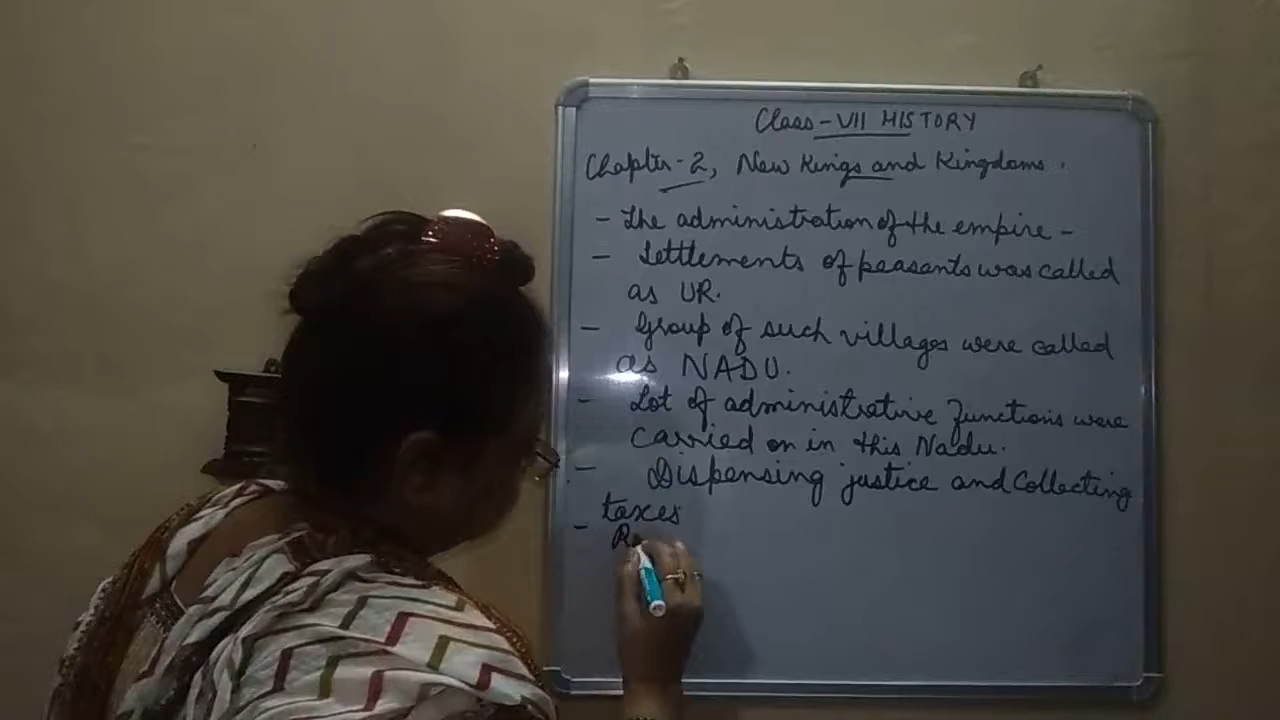 Class-VII HISTORY
Chapter-2, New Kings and Kingdoms.
- The administration of the empire -
- Settlements of peasants was called
as UR.
- Group of such villages were called
as NADU.
- Lot of administrative functions were
carried on in this Nadu.
- Dispensing justice and Collecting
taxes
- R